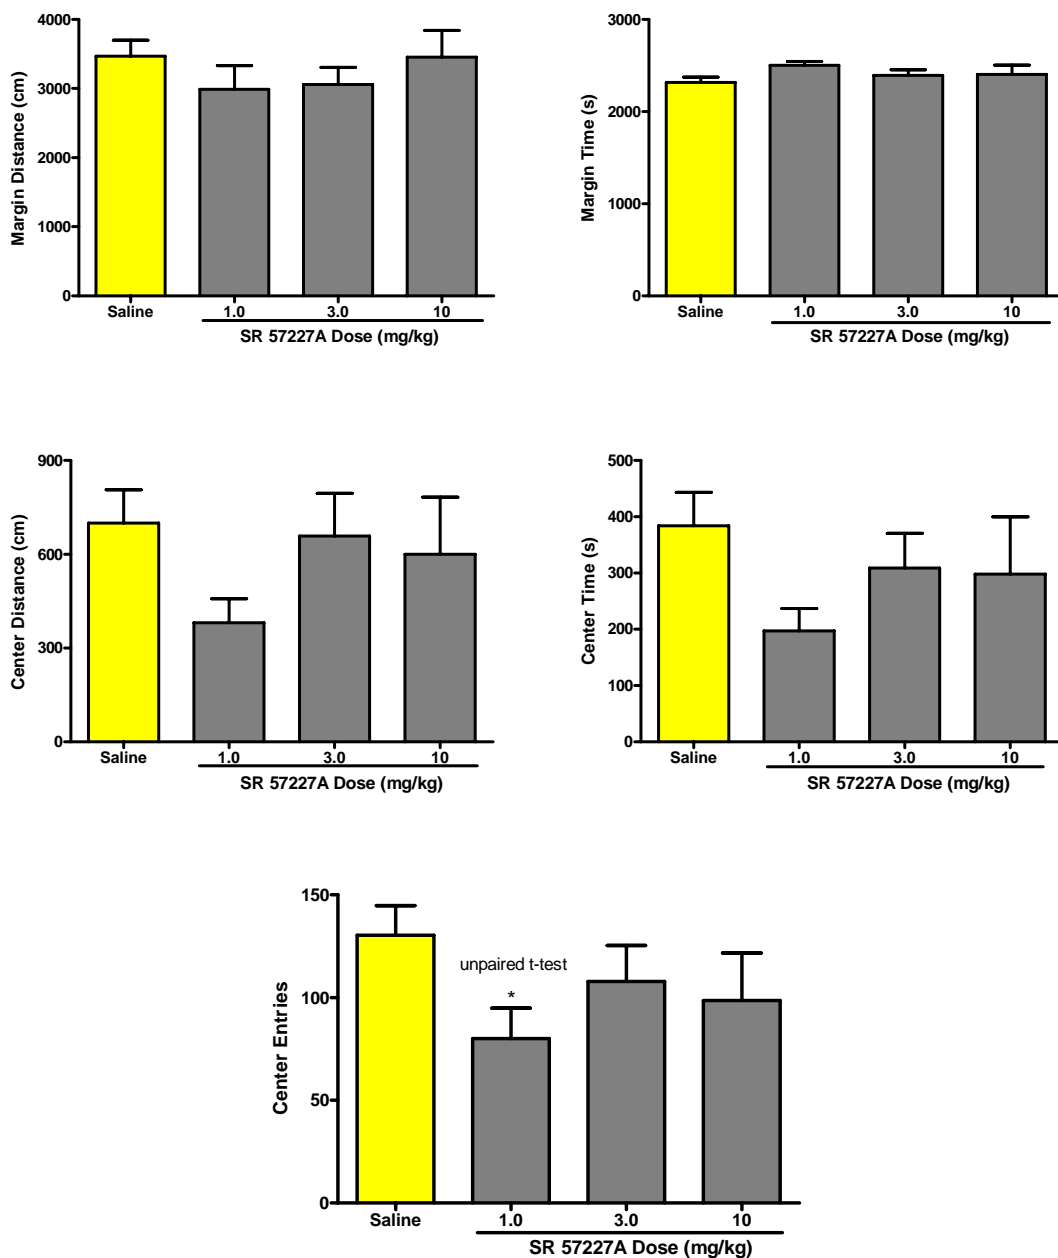 Margin Distance (cm)
4000
3000
2000
1000
0
Saline 1.0 3.0 10
SR 57227A Dose (mg/kg)
Margin Time (s)
3000
2000
1000
0
Saline 1.0 3.0 10
SR 57227A Dose (mg/kg)
Center Distance (cm)
900
600
300
0
Saline 1.0 3.0 10
SR 57227A Dose (mg/kg)
Center Time (s)
500
400
300
200
100
0
Saline 1.0 3.0 10
SR 57227A Dose (mg/kg)
Center Entries
150
100
50
0
unpaired t-test
*
Saline 1.0 3.0 10
SR 57227A Dose (mg/kg)